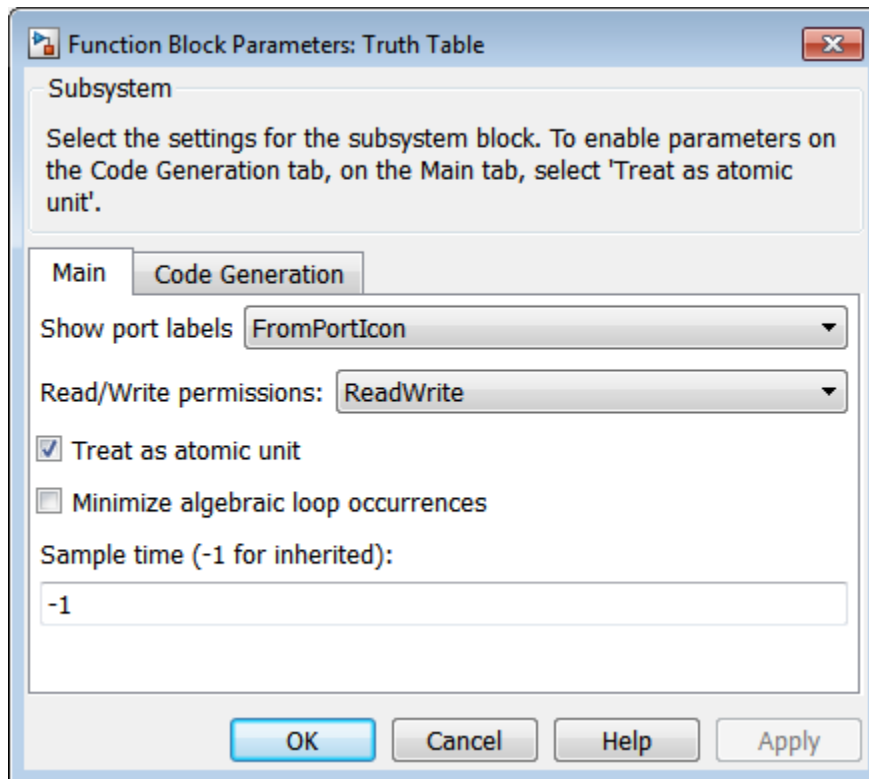 Function Block Parameters: Truth Table
Subsystem
Select the settings for the subsystem block. To enable parameters on
the Code Generation tab, on the Main tab, select 'Treat as atomic
unit'.
Main Code Generation
Show port labels FromPortIcon
Read/Write permissions: ReadWrite
Treat as atomic unit
Minimize algebraic loop occurrences
Sample time (-1 for inherited):
-1
OK Cancel Help Apply